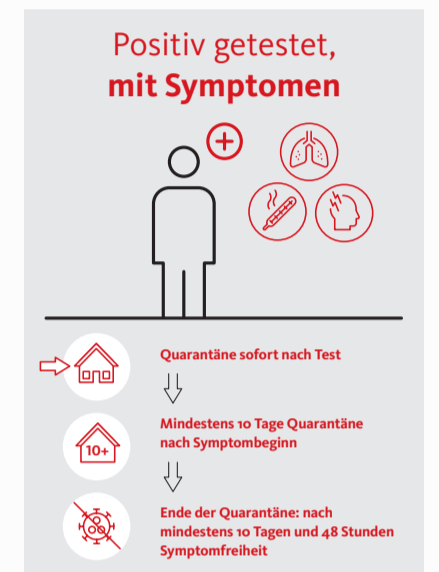 Positiv getestet,
mit Symptomen
Quarantäne sofort nach Test
10+
Mindestens 10 Tage Quarantäne
nach Symptombeginn
Ende der Quarantäne: nach
mindestens 10 Tagen und 48 Stunden
Symptomfreiheit